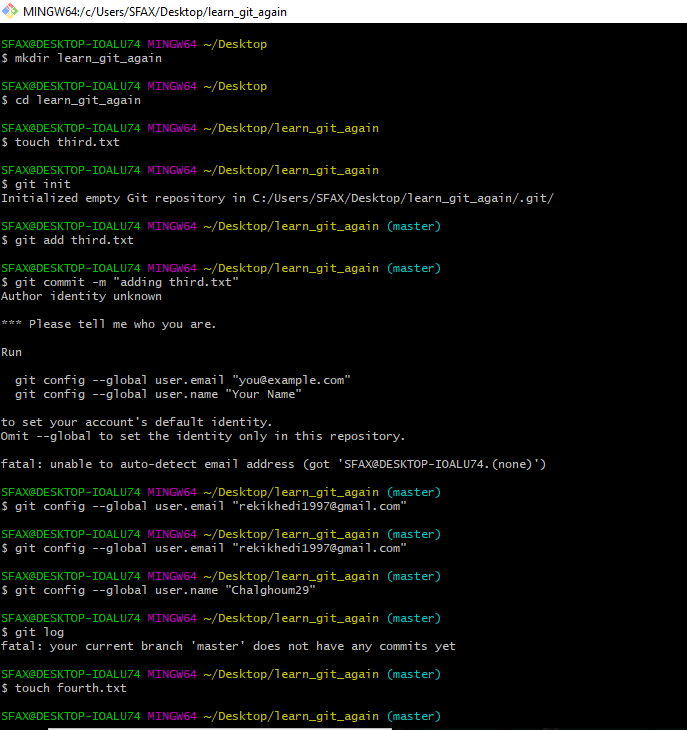 MINGW64:/c/Users/SFAX/Desktop/learn_git_again
SFAX@DESKTOP-IOALU74 MINGW64 ~/Desktop
$ mkdir learn_git_again
SFAX@DESKTOP-IOALU74 MINGW64 ~/Desktop
$ cd learn_git_again
SFAX@DESKTOP-IOALU74 MINGW64 ~/Desktop/learn_git_again
$ touch third.txt
SFAX@DESKTOP-IOALU74 MINGW64 ~/Desktop/learn_git_again
$ git init
Initialized empty Git repository in C:/Users/SFAX/Desktop/learn_git_again/.git/
SFAX@DESKTOP-IOALU74 MINGW64 ~/Desktop/learn_git_again (master)
$ git add third.txt
SFAX@DESKTOP-IOALU74 MINGW64 ~/Desktop/learn_git_again (master)
$ git commit -m "adding third.txt"
Author identity unknown
*** Please tell me who you are.
Run
  git config --global user.email "you@example.com"
  git config --global user.name "Your Name"
to set your account's default identity.
Omit --global to set the identity only in this repository.
fatal: unable to auto-detect email address (got 'SFAX@DESKTOP-IOALU74.(none)')
SFAX@DESKTOP-IOALU74 MINGW64 ~/Desktop/learn_git_again (master)
$ git config --global user.email "rekikhedi1997@gmail.com"
SFAX@DESKTOP-IOALU74 MINGW64 ~/Desktop/learn_git_again (master)
$ git config --global user.email "rekikhedi1997@gmail.com"
SFAX@DESKTOP-IOALU74 MINGW64 ~/Desktop/learn_git_again (master)
$ git config --global user.name "Chalghoum29"
SFAX@DESKTOP-IOALU74 MINGW64 ~/Desktop/learn_git_again (master)
$ git log
fatal: your current branch 'master' does not have any commits yet
SFAX@DESKTOP-IOALU74 MINGW64 ~/Desktop/learn_git_again (master)
$ touch fourth.txt
SFAX@DESKTOP-IOALU74 MINGW64 ~/Desktop/learn_git_again (master)